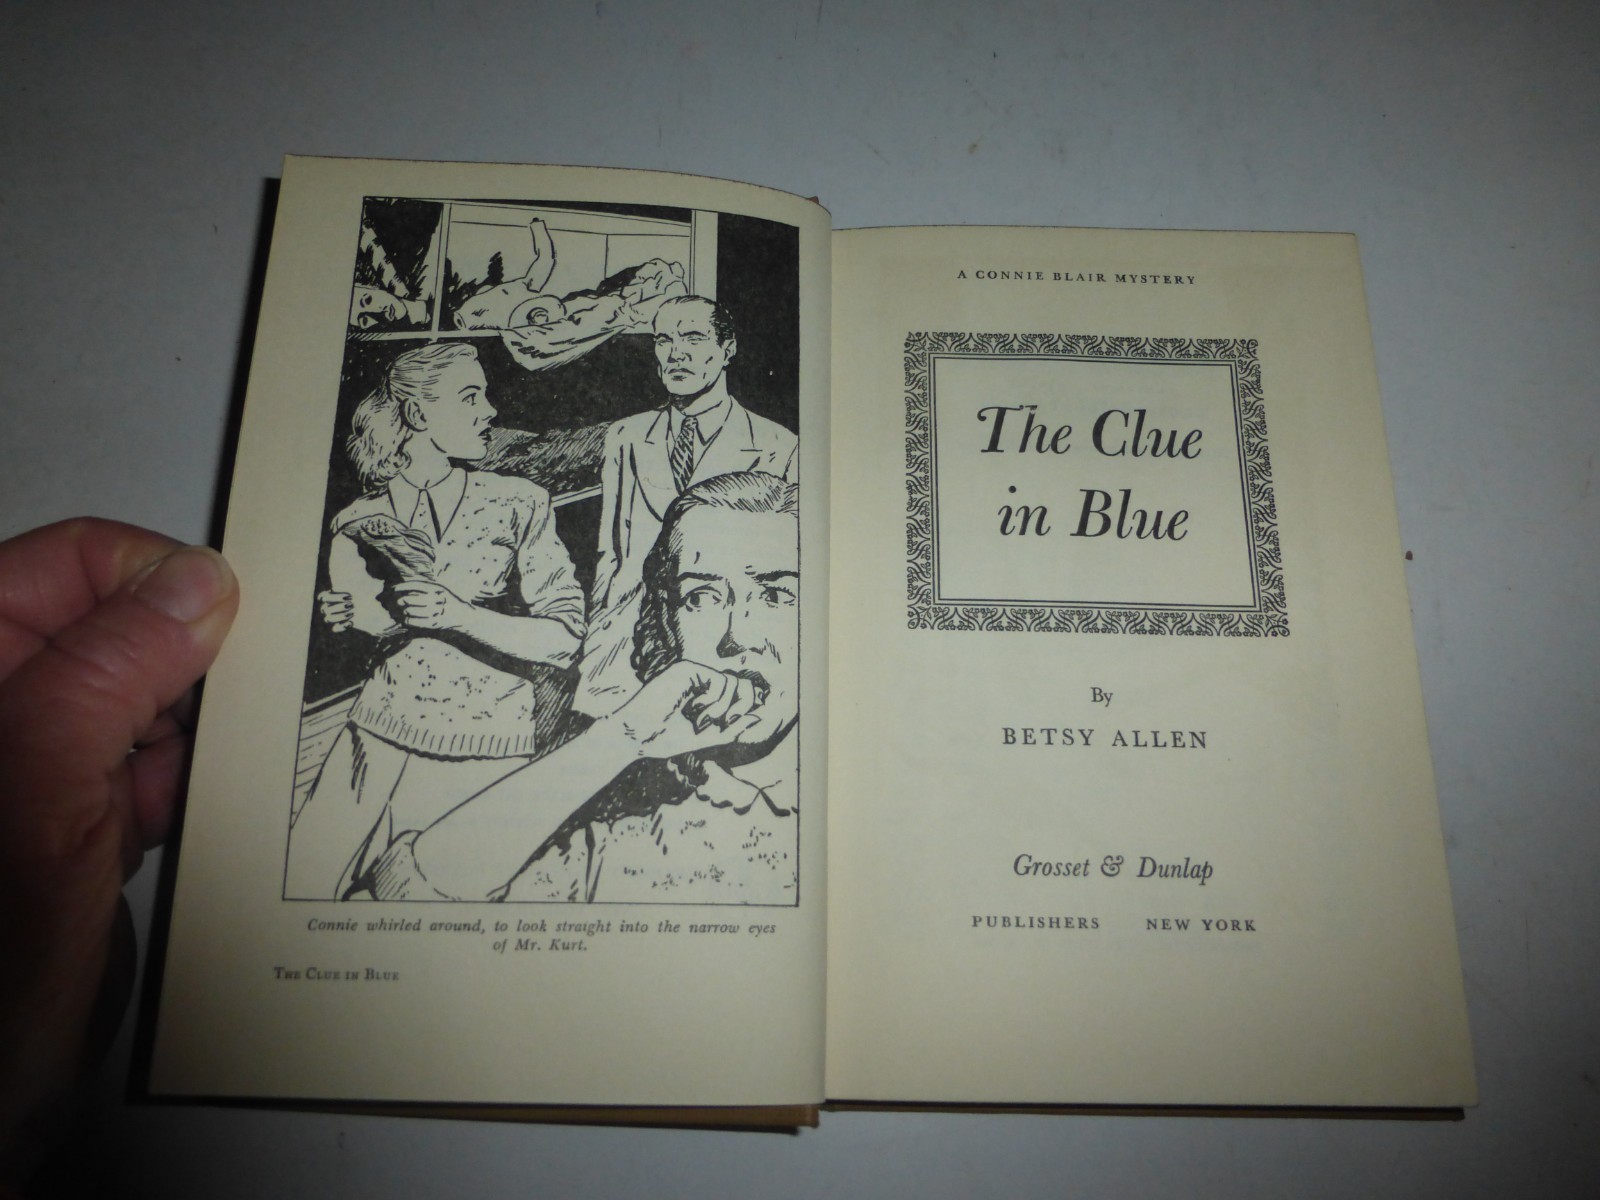 Connie whirled around, to look straight into the narrow eyes
of Mr. Kurt.
THE CLUE IN BLUE
A CONNIE BLAIR MYSTERY
The Clue
in Blue
By
BETSY ALLEN
Grosset & Dunlap
PUBLISHERS NEW YORK